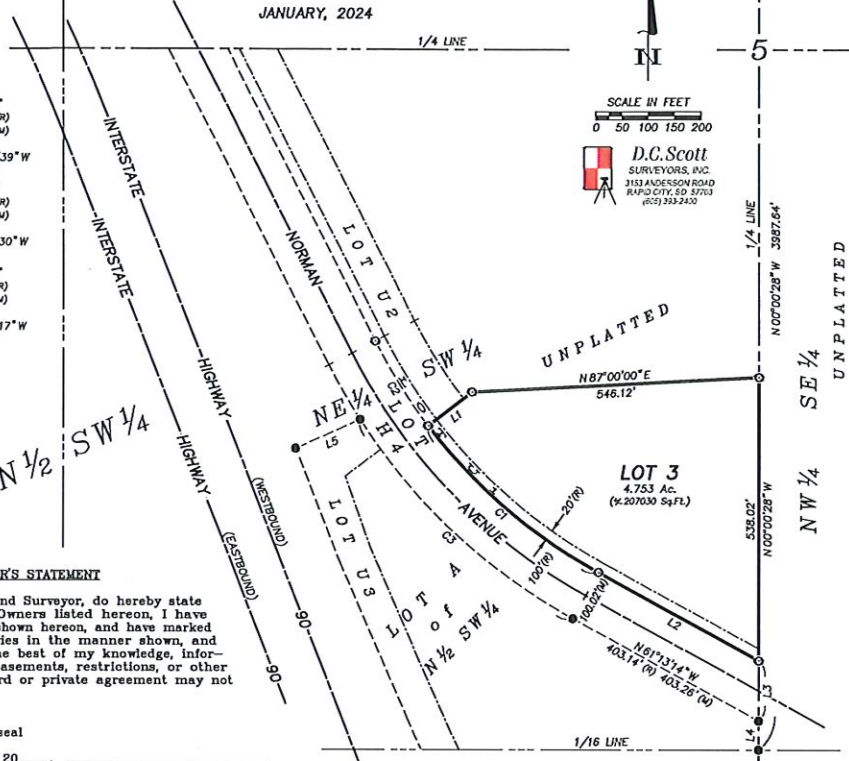 JANUARY, 2024
1/4 LINE
5
N
SCALE IN FEET
0 50 100 150 200
D.C. Scott
SURVEYORS, INC.
3153 ANDERSON ROAD
RAPID CITY, SD 57703
(605) 393-2400
39"W
30"W
17"W
INTERSTATE
INTERSTATE
NORMAN
LOT U2
1/4 LINE
N00°00'28"W 3987.64'
UNPLATTED
UNPLATTED
HIGHWAY
HIGHWAY
NE 1/4 SW 1/4
N87°00'00"E
546.12'
SE 1/4
NW 1/4
L1
L5
LOT H4
N 1/2 SW 1/4
LOT 3
4.753 Ac.
(207030 Sq.Ft.)
538.02'
N00°00'28"W
(WESTBOUND)
(EASTBOUND)
LOT U3
AVENUE
C1
C3
20'(R)
100'(R)
100.02'(M)
LOT A
of
N 1/2 SW 1/4
L2
N61°13'14"W
403.14'(R) 403.26'(M)
L3
L4
90
90
1/16 LINE
R'S STATEMENT
nd Surveyor, do hereby state
Owners listed hereon, I have
hown hereon, and have marked
ies in the manner shown, and
e best of my knowledge, infor-
asements, restrictions, or other
rd or private agreement may not
seal
20